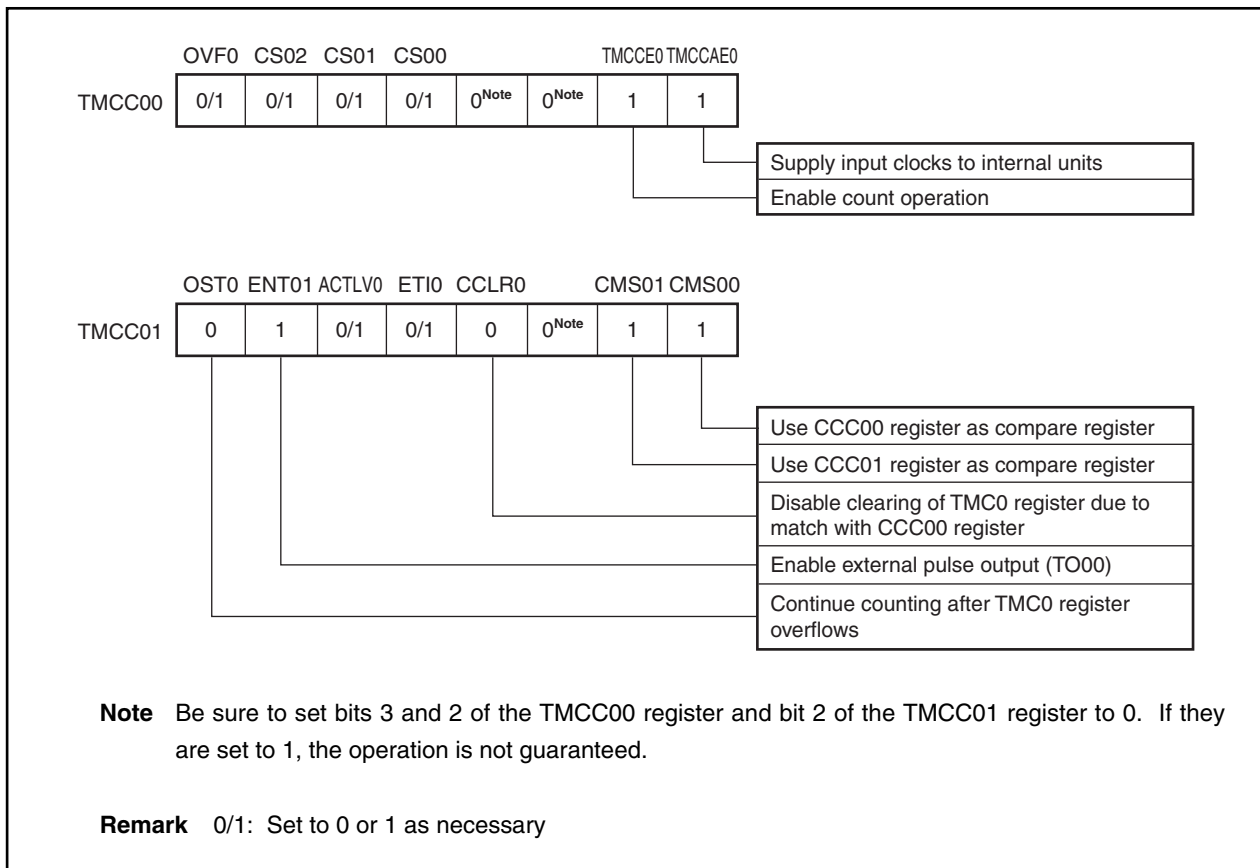 OVF0 CS02 CS01 CS00 TMCCE0 TMCCAE0
TMCC00 0/1 0/1 0/1 0/1 0Note 0Note 1 1
Supply input clocks to internal units
Enable count operation
OST0 ENT01 ACTLV0 ETI0 CCLR0 CMS01 CMS00
TMCC01 0 1 0/1 0/1 0 0Note 1 1
Use CCC00 register as compare register
Use CCC01 register as compare register
Disable clearing of TMC0 register due to
match with CCC00 register
Enable external pulse output (TO00)
Continue counting after TMC0 register
overflows
Note Be sure to set bits 3 and 2 of the TMCC00 register and bit 2 of the TMCC01 register to 0. If they
are set to 1, the operation is not guaranteed.
Remark 0/1: Set to 0 or 1 as necessary